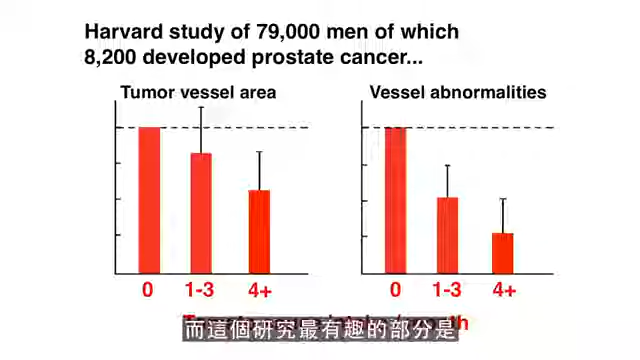 Harvard study of 79,000 men of which
8,200 developed prostate cancer...
Tumor vessel area
Vessel abnormalities
0 1-3 4+
0 1-3 4+
而這個研究最有趣的部分是